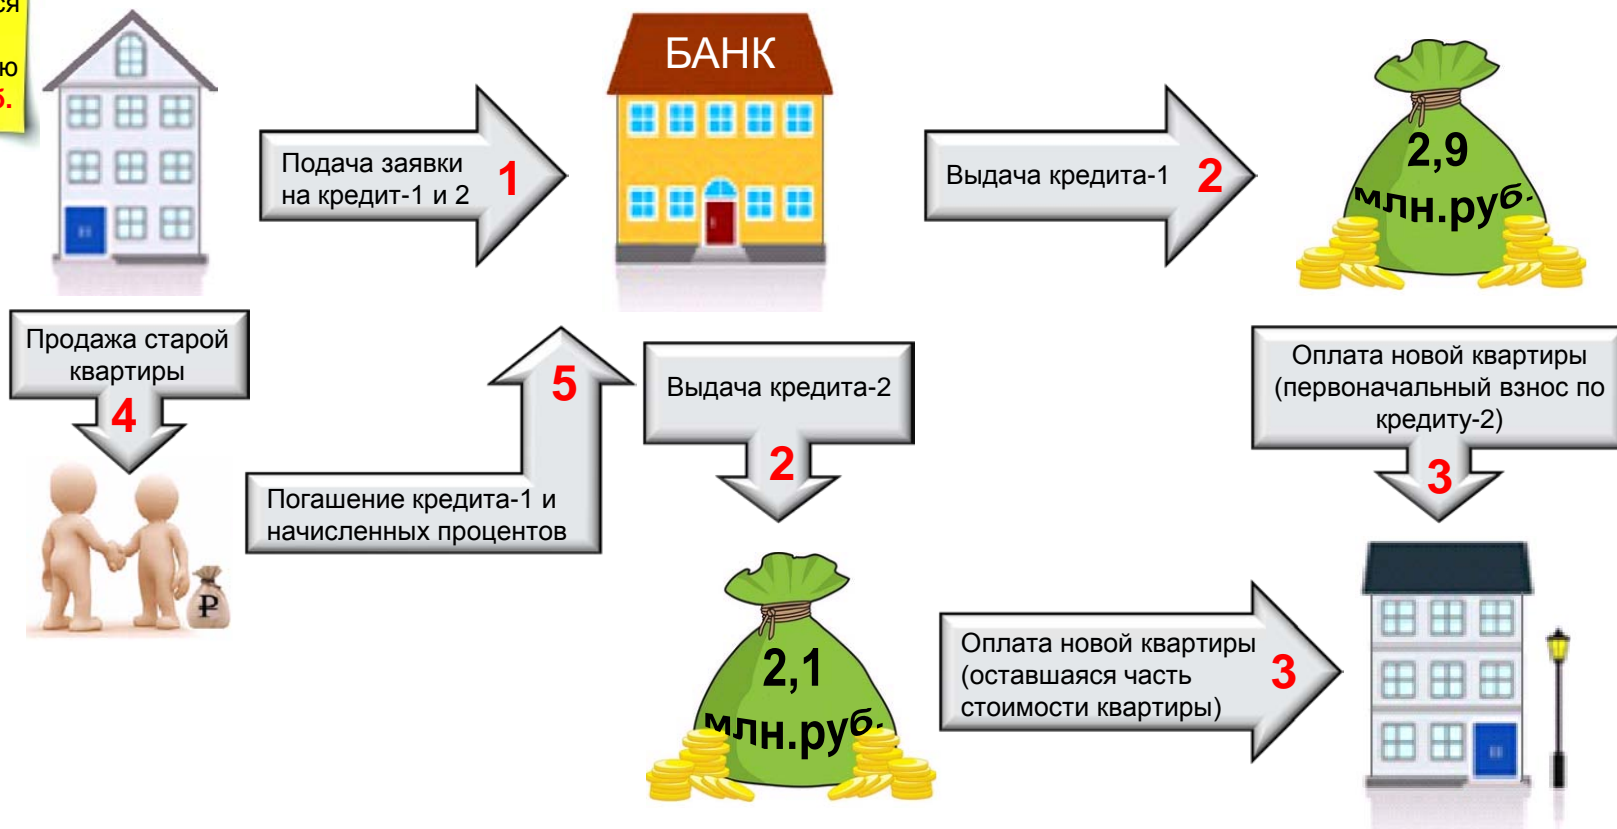 БАНК
Подача заявки
на кредит-1 и 2
1
Выдача кредита-1
2
2,9
млн.руб.
Продажа старой
квартиры
4
5
Погашение кредита-1 и
начисленных процентов
Выдача кредита-2
2
2,1
млн.руб.
Оплата новой квартиры
(первоначальный взнос по
кредиту-2)
3
Оплата новой квартиры
(оставшаяся часть
стоимости квартиры)
3
₽